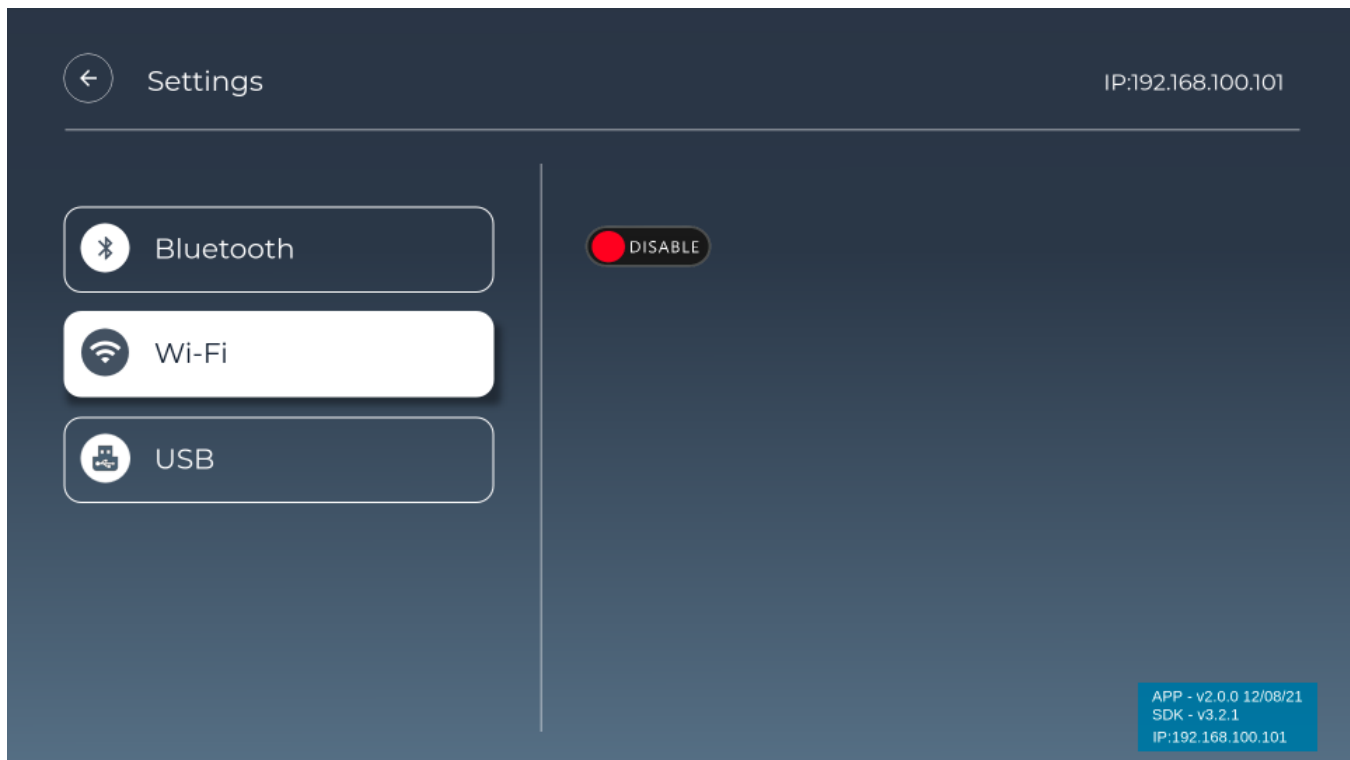 Settings
IP:192.168.100.101
Bluetooth
DISABLE
Wi-Fi
USB
APP - v2.0.0 12/08/21
SDK - v3.2.1
IP:192.168.100.101